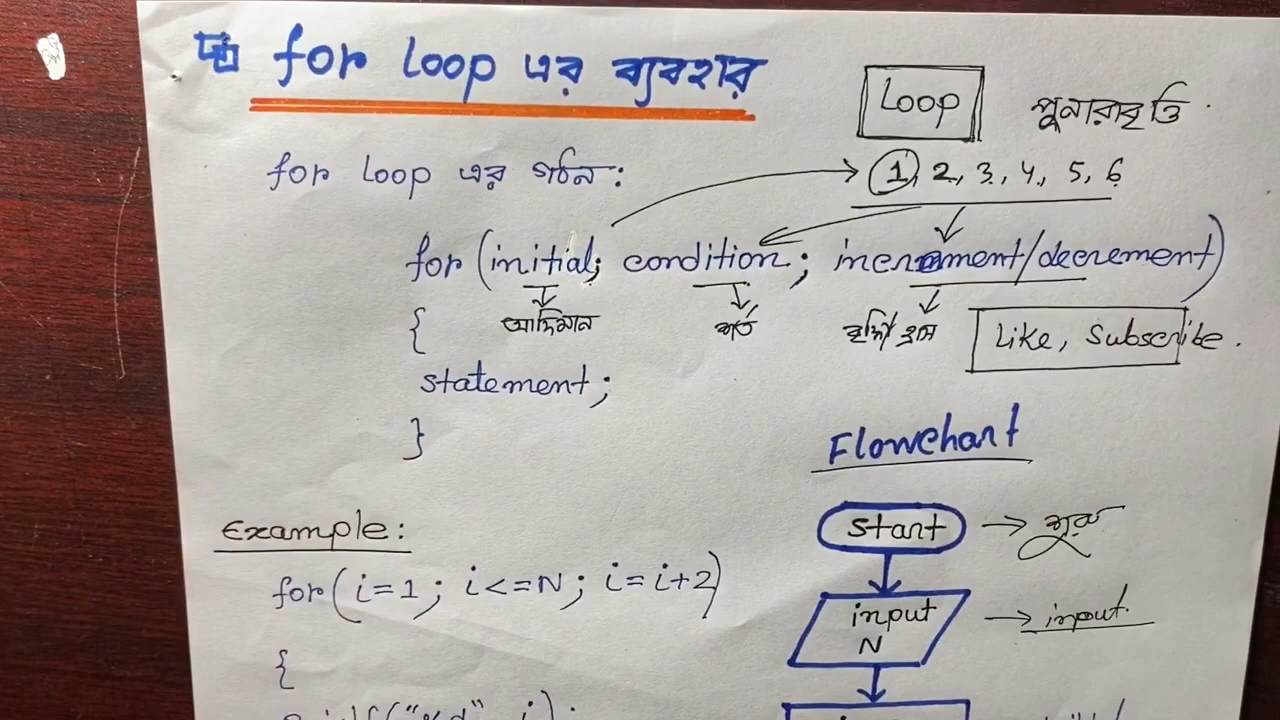 for loop এর ব্যবহার
Loop পুনারাবৃত্তি
for loop এর গঠন:
1, 2, 3, 4, 5, 6
for (initial; condition; increment/decrement)
আদিমান শর্ত বৃদ্ধি/হ্রাস
{
Like, Subscribe.
statement;
}
Flowchart
start → শুরু
Example:
for(i=1; i<=N; i=i+2)
input N → input
{